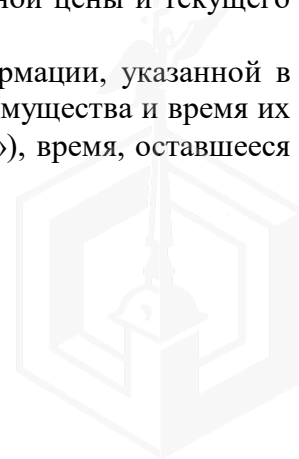 ной цены и текущего
рмации, указанной в
мущества и время их
»), время, оставшееся